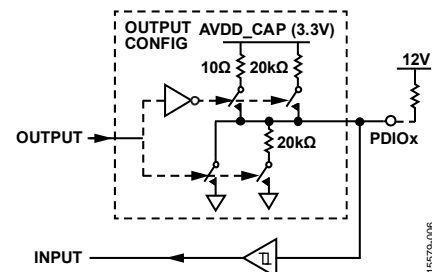 OUTPUT
CONFIG
AVDD_CAP (3.3V)
10Ω
20kΩ
12V
OUTPUT
20kΩ
PDIOx
INPUT
15579-006